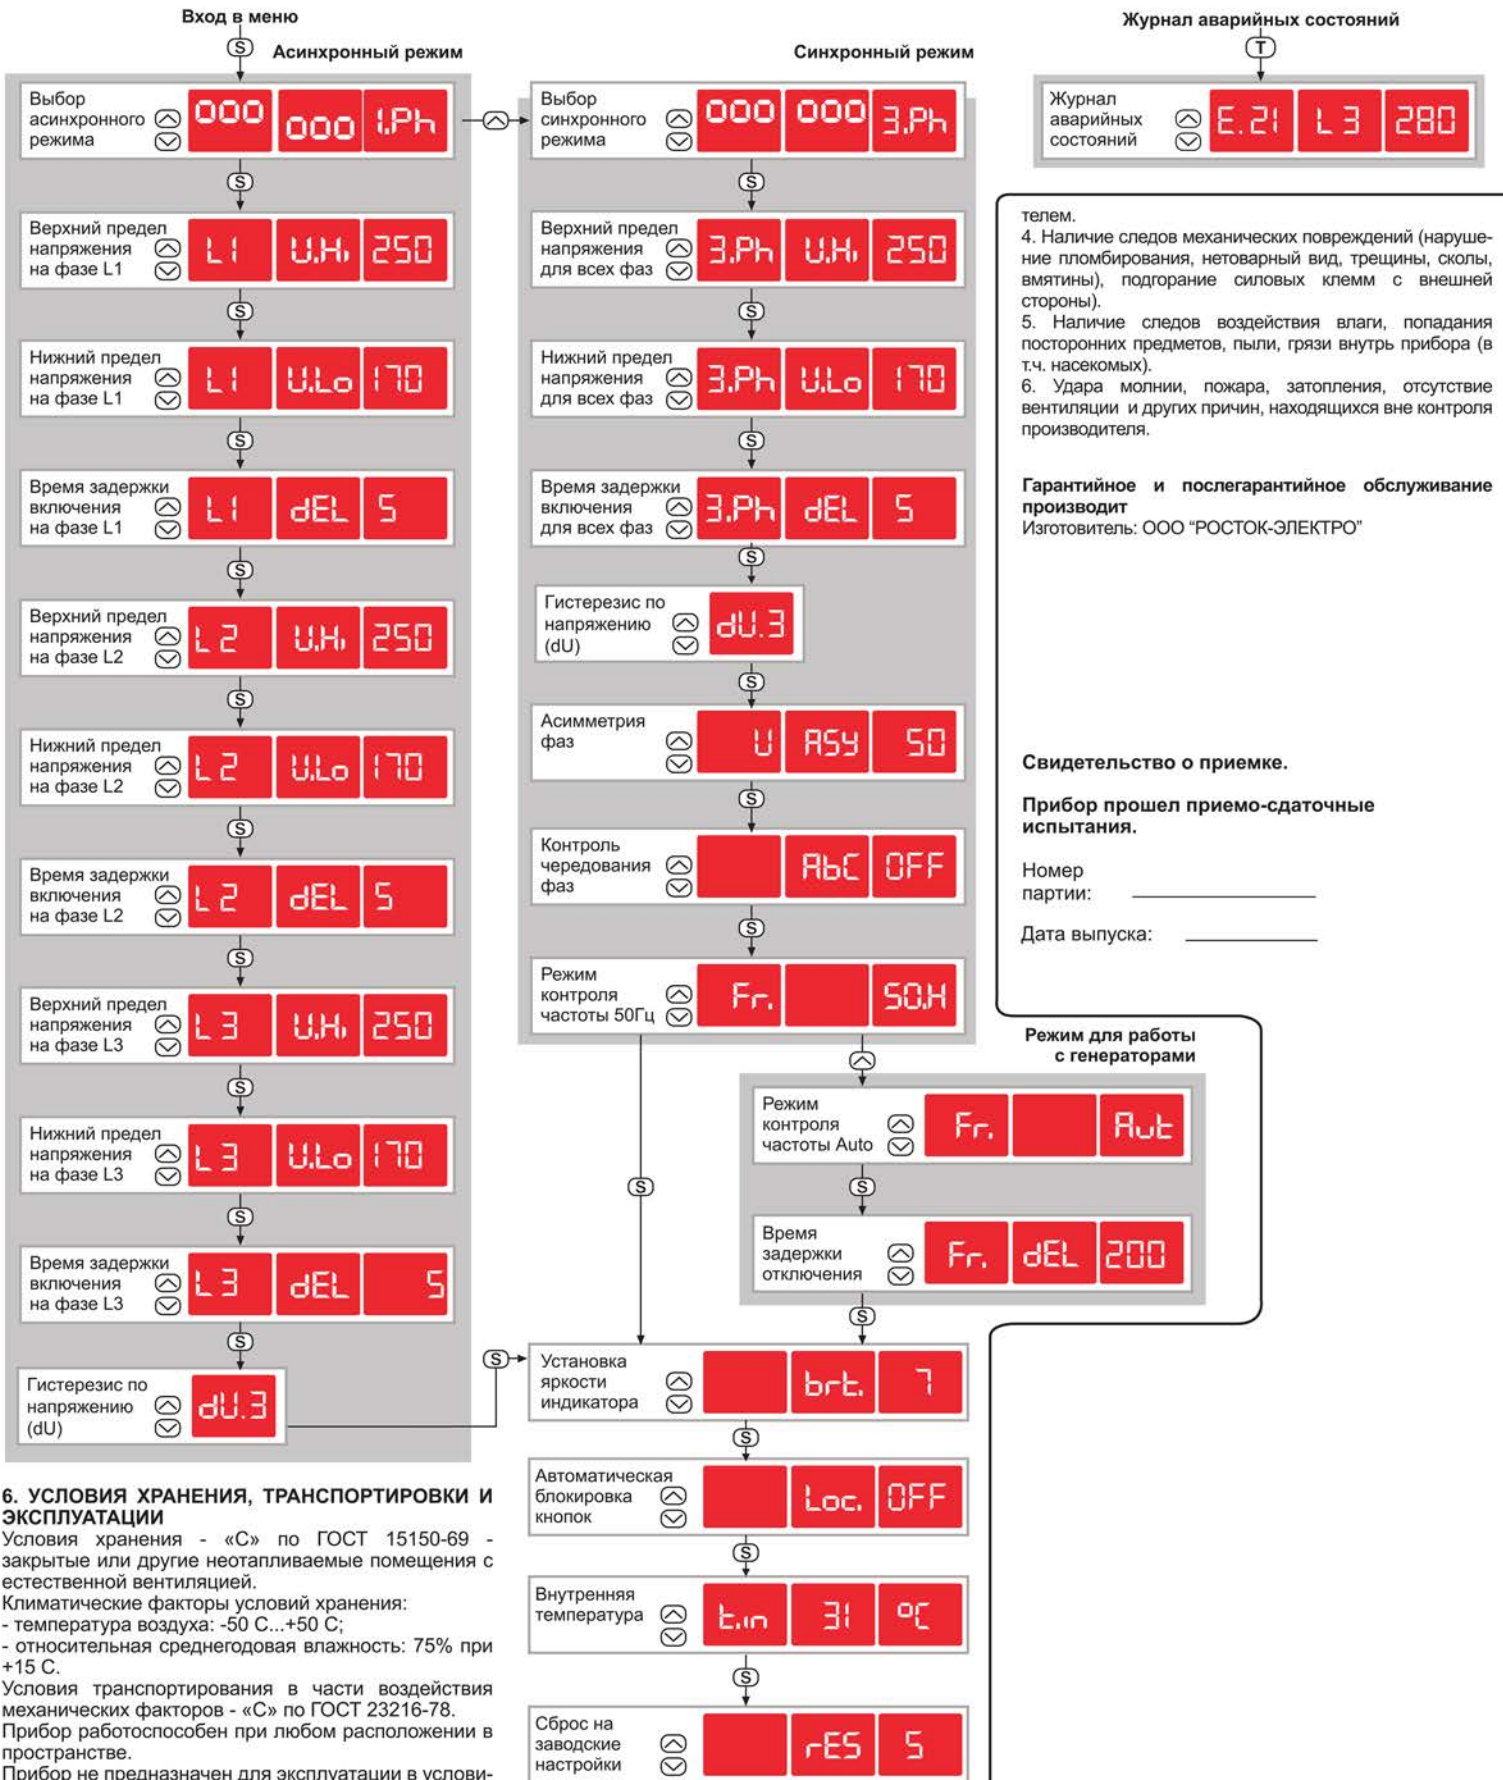 Вход в меню
S
Асинхронный режим
Выбор
асинхронного
режима
000 000 1.Ph
S
Верхний предел
напряжения
на фазе L1
L1 U.Hi 250
S
Нижний предел
напряжения
на фазе L1
L1 U.Lo 170
S
Время задержки
включения
на фазе L1
L1 dEL 5
S
Верхний предел
напряжения
на фазе L2
L2 U.Hi 250
S
Нижний предел
напряжения
на фазе L2
L2 U.Lo 170
S
Время задержки
включения
на фазе L2
L2 dEL 5
S
Верхний предел
напряжения
на фазе L3
L3 U.Hi 250
S
Нижний предел
напряжения
на фазе L3
L3 U.Lo 170
S
Время задержки
включения
на фазе L3
L3 dEL 5
S
Гистерезис по
напряжению
(dU)
dU.3
S
6. УСЛОВИЯ ХРАНЕНИЯ, ТРАНСПОРТИРОВКИ И
ЭКСПЛУАТАЦИИ
Условия хранения - «С» по ГОСТ 15150-69 -
закрытые или другие неотапливаемые помещения с
естественной вентиляцией.
Климатические факторы условий хранения:
- температура воздуха: -50 С...+50 С;
- относительная среднегодовая влажность: 75% при
+15 С.
Условия транспортирования в части воздействия
механических факторов - «С» по ГОСТ 23216-78.
Прибор работоспособен при любом расположении в
пространстве.
Прибор не предназначен для эксплуатации в услови-
Синхронный режим
Выбор
синхронного
режима
000 000 3.Ph
S
Верхний предел
напряжения
для всех фаз
3.Ph U.Hi 250
S
Нижний предел
напряжения
для всех фаз
3.Ph U.Lo 170
S
Время задержки
включения
для всех фаз
3.Ph dEL 5
S
Гистерезис по
напряжению
(dU)
dU.3
S
Асимметрия
фаз
U ASY 50
S
Контроль
чередования
фаз
AbC OFF
S
Режим
контроля
частоты 50Гц
Fr. 50.H
Режим для работы
с генераторами
Режим
контроля
частоты Auto
Fr. Aut
S
S
Время
задержки
отключения
Fr. dEL 200
S
Установка
яркости
индикатора
brt. 7
S
Автоматическая
блокировка
кнопок
Loc. OFF
S
Внутренняя
температура
t.in 31 °C
S
Сброс на
заводские
настройки
rES 5
Журнал аварийных состояний
T
Журнал
аварийных
состояний
E.21 L3 280
телем.
4. Наличие следов механических повреждений (наруше-
ние пломбирования, нетоварный вид, трещины, сколы,
вмятины), подгорание силовых клемм с внешней
стороны).
5. Наличие следов воздействия влаги, попадания
посторонних предметов, пыли, грязи внутрь прибора (в
т.ч. насекомых).
6. Удара молнии, пожара, затопления, отсутствие
вентиляции и других причин, находящихся вне контроля
производителя.
Гарантийное и послегарантийное обслуживание
производит
Изготовитель: ООО “РОСТОК-ЭЛЕКТРО”
Свидетельство о приемке.
Прибор прошел приемо-сдаточные
испытания.
Номер
партии:
Дата выпуска: